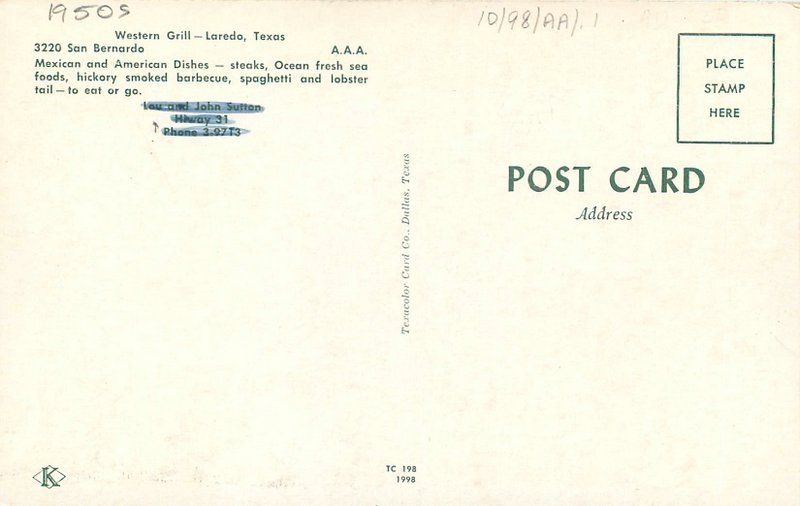 1950s
10/98/AA/.1
Western Grill — Laredo, Texas
3220 San Bernardo A.A.A.
Mexican and American Dishes — steaks, Ocean fresh sea
foods, hickory smoked barbecue, spaghetti and lobster
tail — to eat or go.
Lou and John Sutton
Hiway 31
Phone 3-9773
Texacolor Card Co., Dallas, Texas
PLACE
STAMP
HERE
POST CARD
Address
K
TC 198
1998